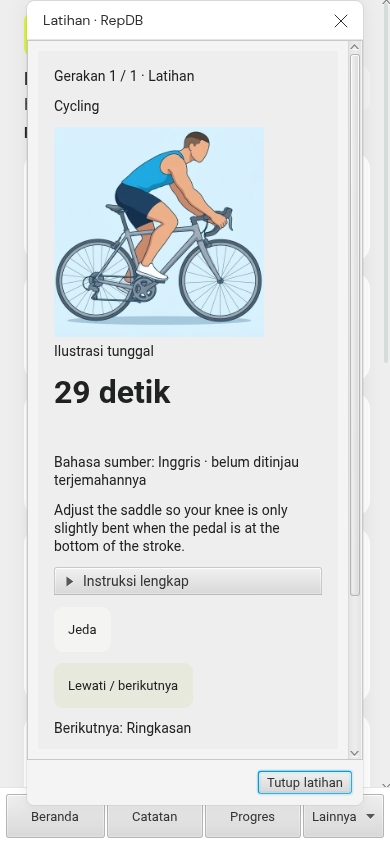 Latihan · RepDB
Gerakan 1 / 1 · Latihan
Cycling
Ilustrasi tunggal
29 detik
Bahasa sumber: Inggris · belum ditinjau
terjemahannya
Adjust the saddle so your knee is only
slightly bent when the pedal is at the
bottom of the stroke.
Instruksi lengkap
Jeda
Lewati / berikutnya
Berikutnya: Ringkasan
Tutup latihan
Beranda
Catatan
Progres
Lainnya